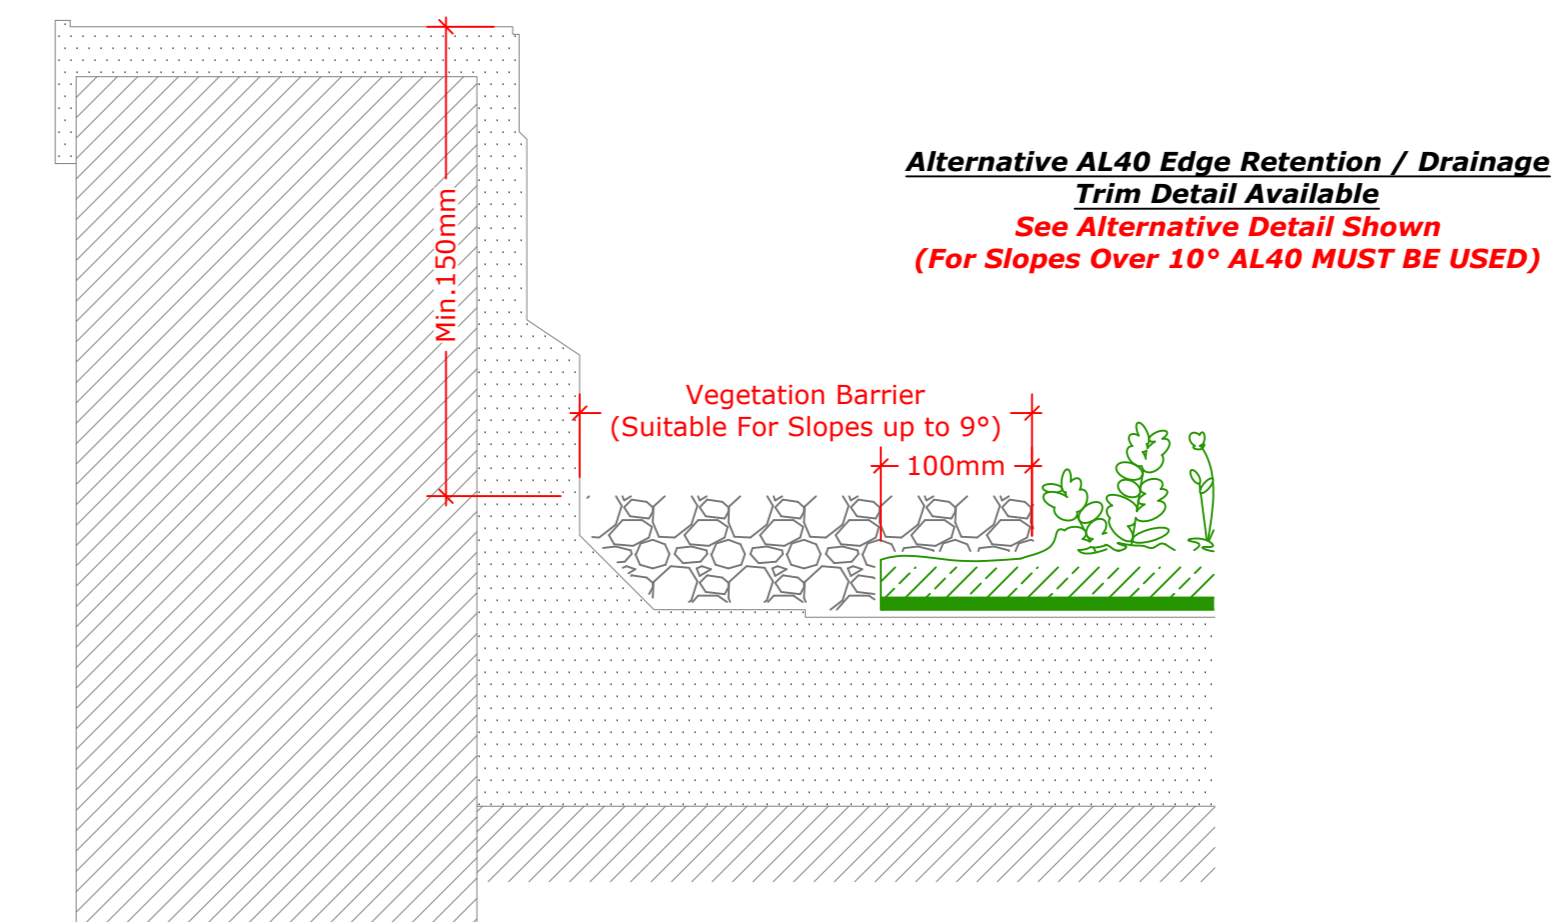 Alternative AL40 Edge Retention / Drainage
Trim Detail Available
See Alternative Detail Shown
(For Slopes Over 10° AL40 MUST BE USED)
Min.150mm
Vegetation Barrier
(Suitable For Slopes up to 9°)
100mm